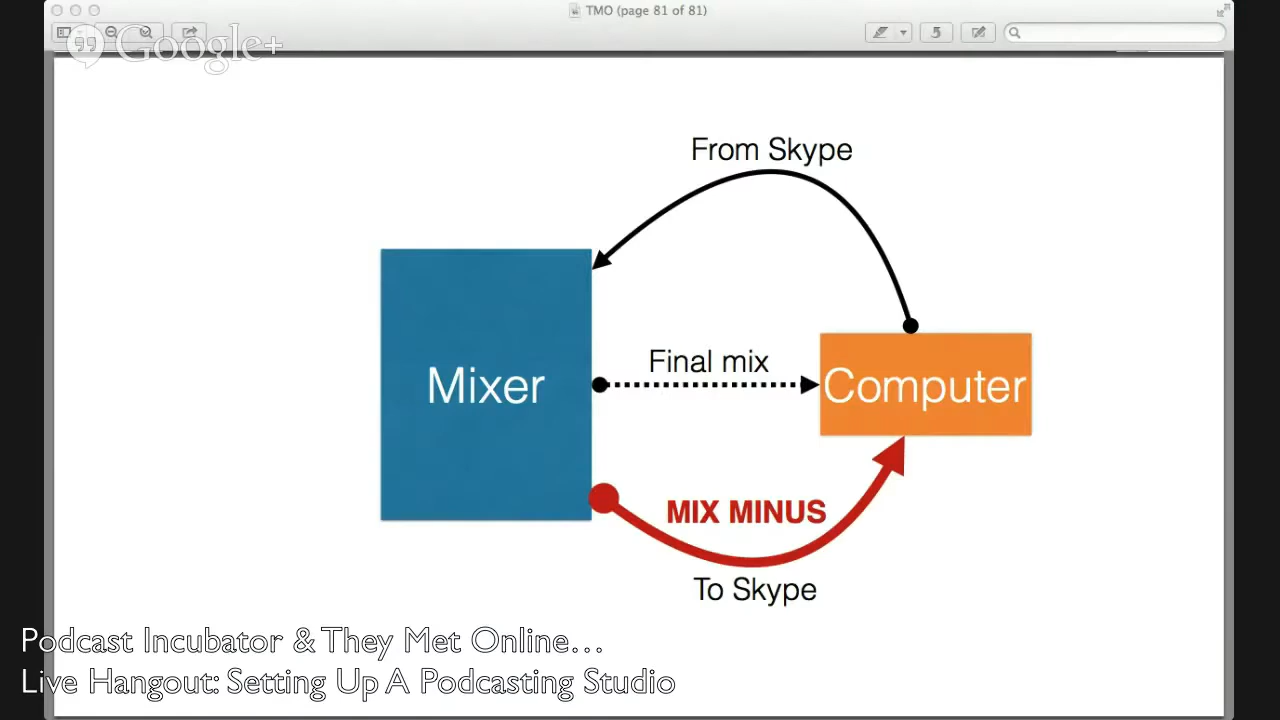 TMO (page 81 of 81)
Google+
From Skype
Mixer
Final mix
Computer
MIX MINUS
To Skype
Podcast Incubator & They Met Online...
Live Hangout: Setting Up A Podcasting Studio